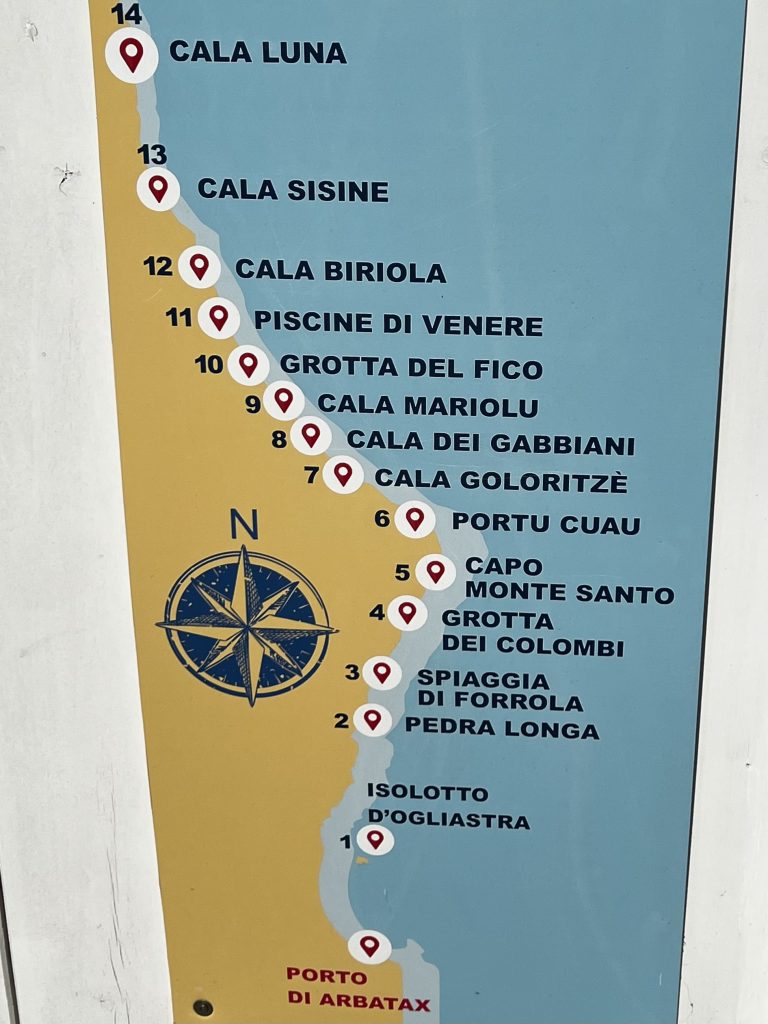 14
CALA LUNA
13
CALA SISINE
12 CALA BIRIOLA
11 PISCINE DI VENERE
10 GROTTA DEL FICO
9 CALA MARIOLU
8 CALA DEI GABBIANI
7 CALA GOLORITZÈ
6 PORTU CUAU
N
5 CAPO
MONTE SANTO
4 GROTTA
DEI COLOMBI
3 SPIAGGIA
DI FORROLA
2 PEDRA LONGA
ISOLOTTO
D'OGLIASTRA
1
PORTO
DI ARBATAX